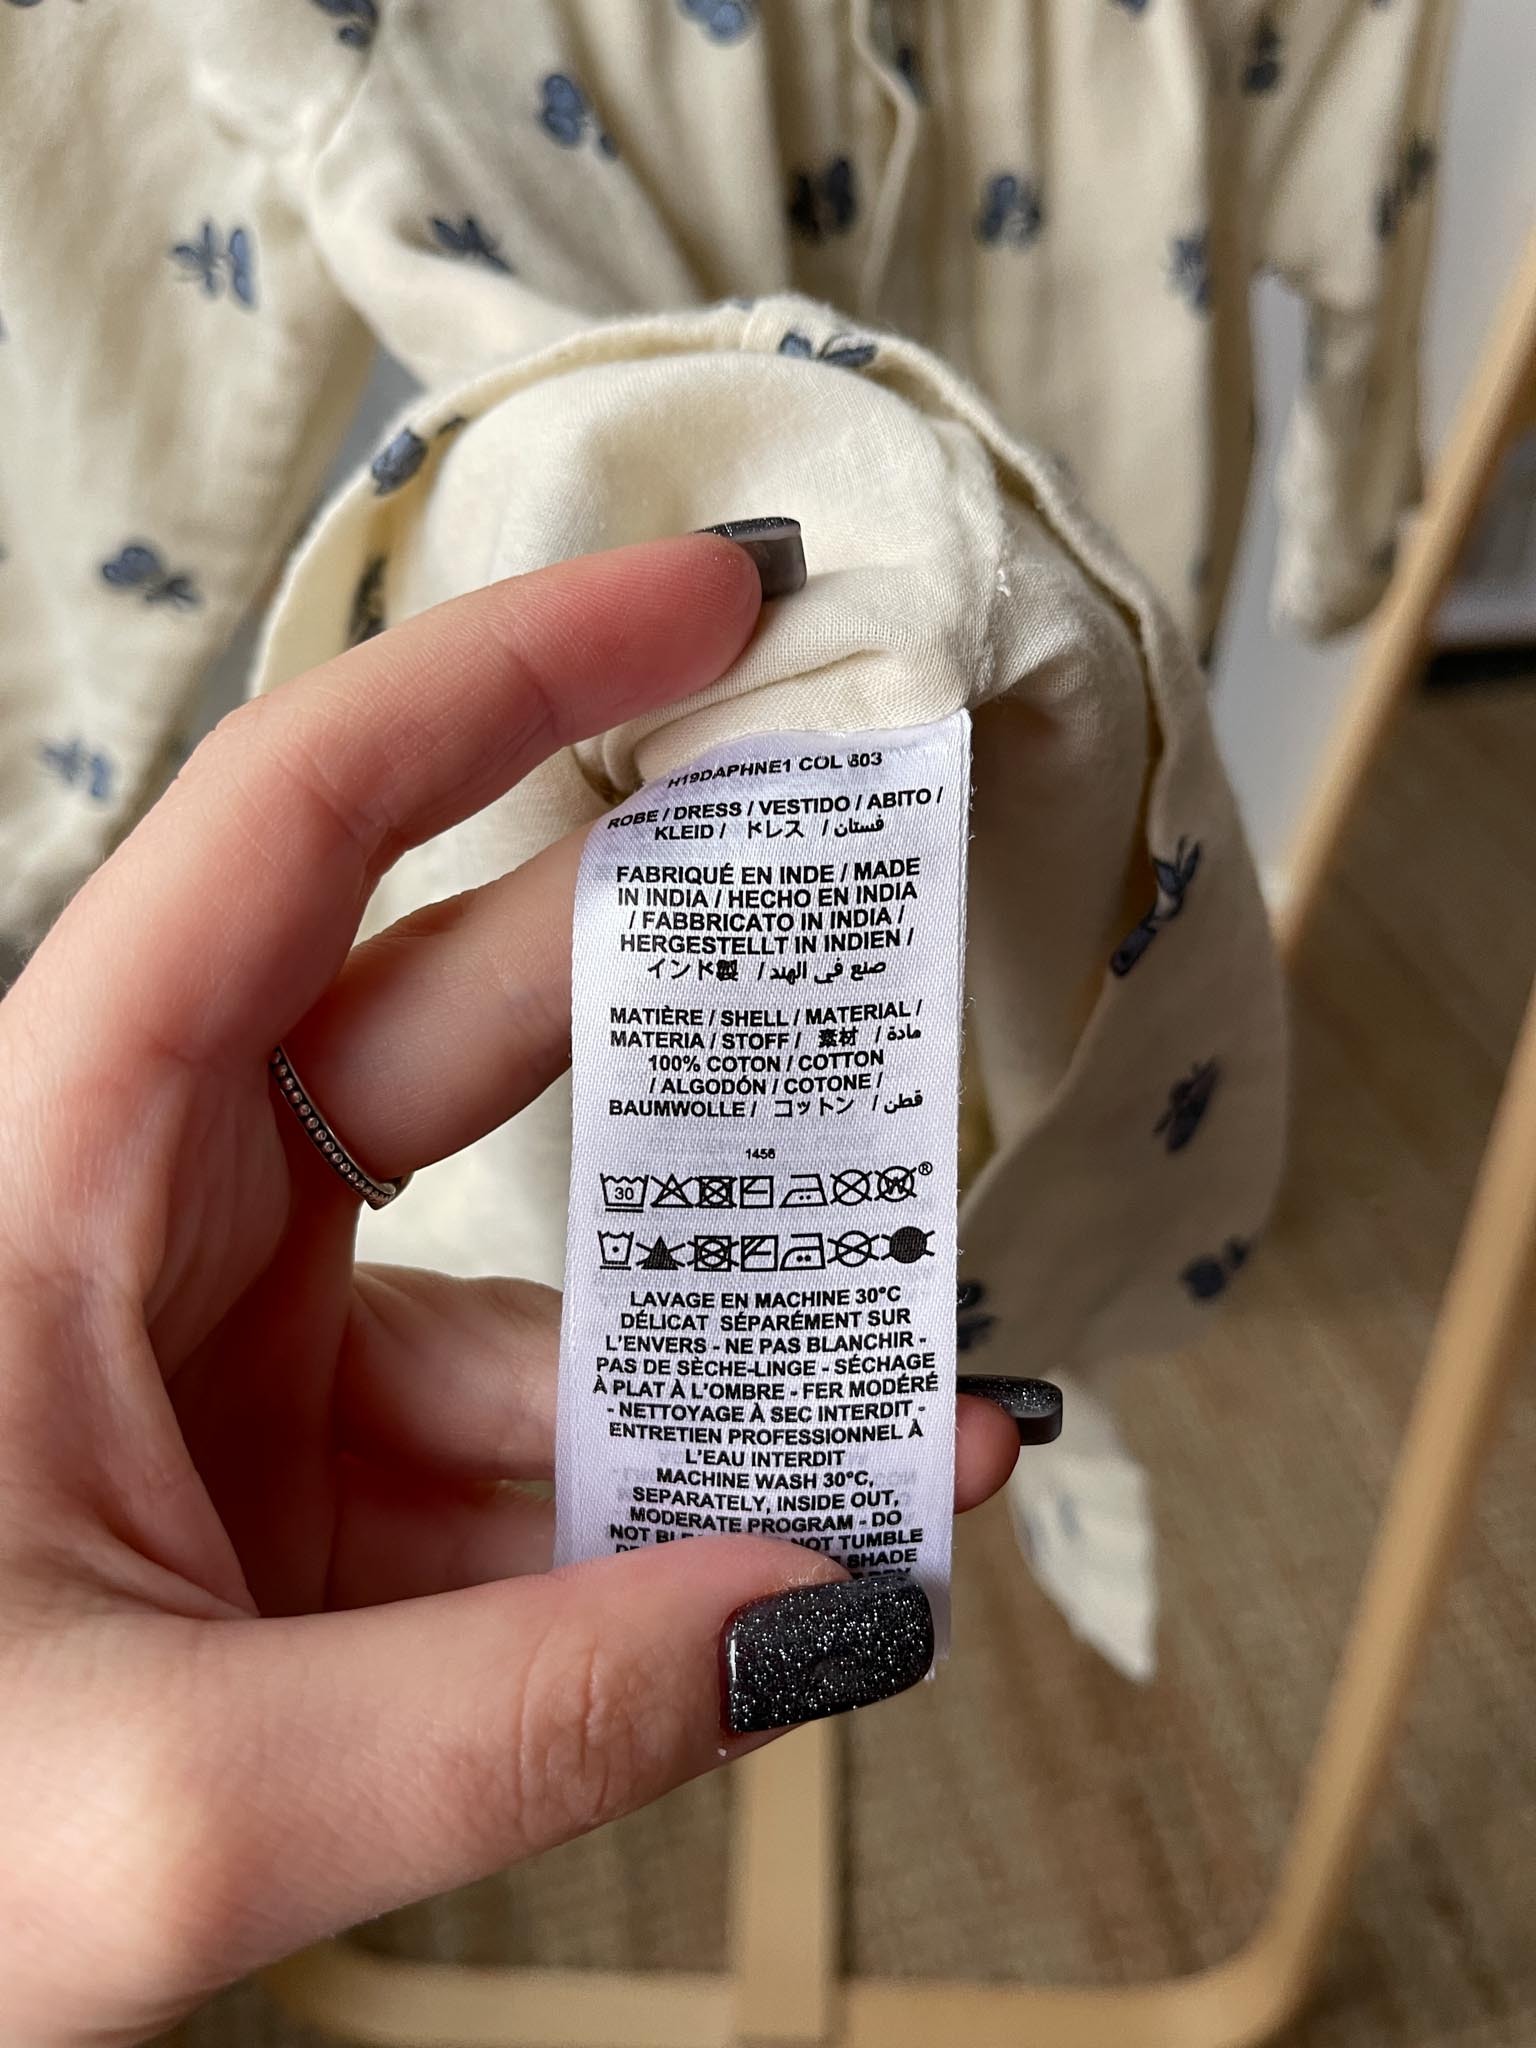 H19DAPHNE1 COL 603
ROBE / DRESS / VESTIDO / ABITO /
KLEID / ドレス / فستان
FABRIQUÉ EN INDE / MADE
IN INDIA / HECHO EN INDIA
/ FABBRICATO IN INDIA /
HERGESTELLT IN INDIEN /
インド製 / صنع في الهند
MATIÈRE / SHELL / MATERIAL /
MATERIA / STOFF / 素材 / مادة
100% COTON / COTTON
/ ALGODÓN / COTONE /
BAUMWOLLE / コットン / قطن
1456
30 W ®
LAVAGE EN MACHINE 30°C
DÉLICAT SÉPARÉMENT SUR
L'ENVERS - NE PAS BLANCHIR -
PAS DE SÈCHE-LINGE - SÉCHAGE
À PLAT À L'OMBRE - FER MODÉRÉ
- NETTOYAGE À SEC INTERDIT -
ENTRETIEN PROFESSIONNEL À
L'EAU INTERDIT
MACHINE WASH 30°C,
SEPARATELY, INSIDE OUT,
MODERATE PROGRAM - DO
NOT TUMBLE
SHADE